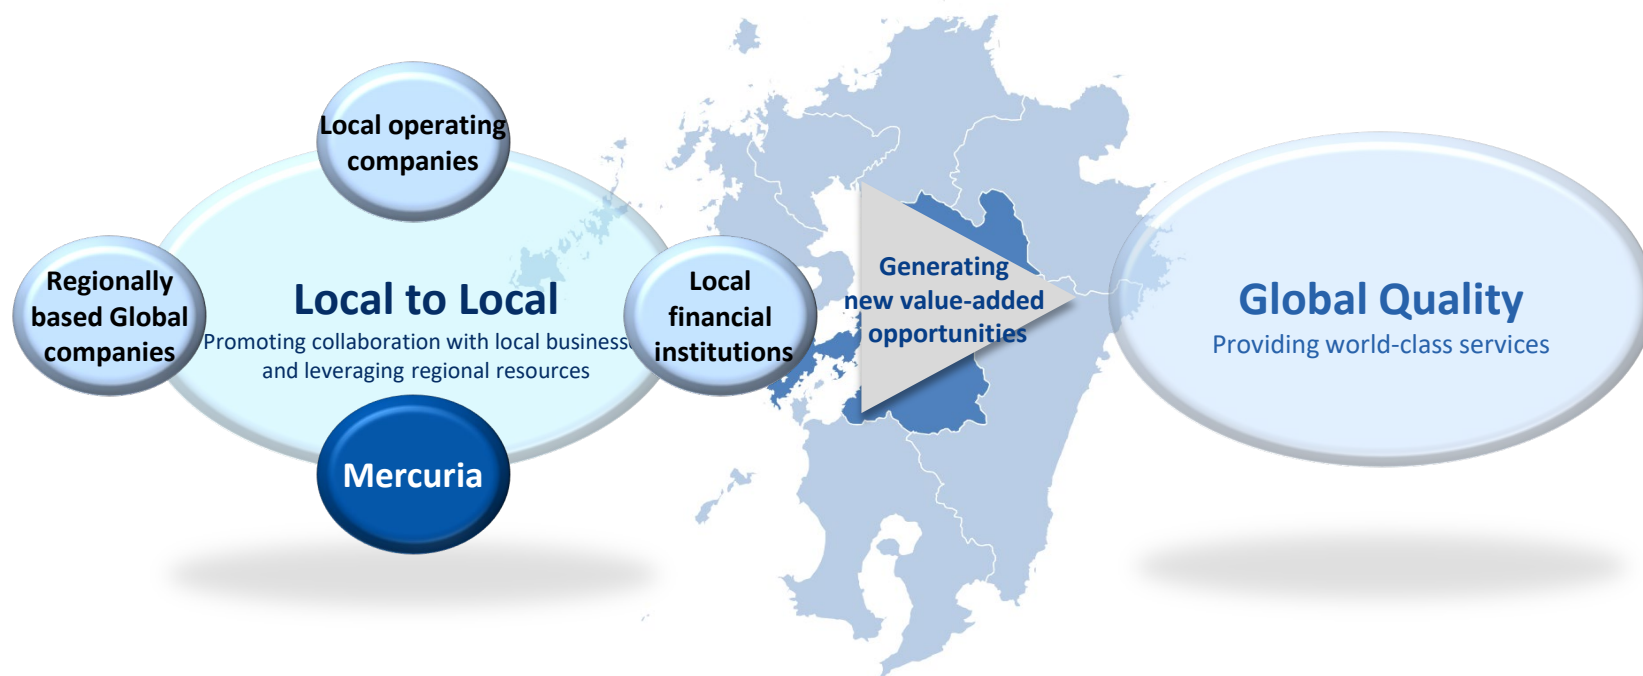 Local operating
companies
Regionally
based Global
companies
Local to Local
Promoting collaboration with local business
and leveraging regional resources
Local
financial
institutions
Mercuria
Generating
new value-added
opportunities
Global Quality
Providing world-class services